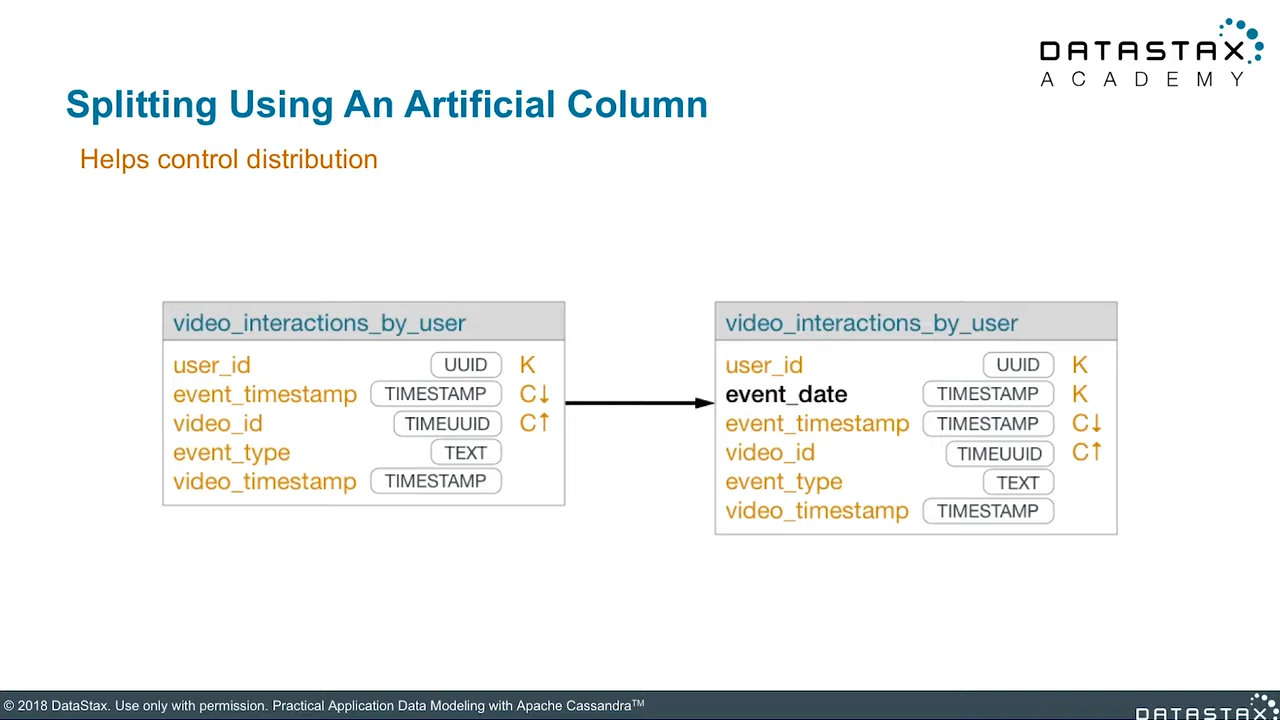 DATASTAX
ACADEMY
Splitting Using An Artificial Column
Helps control distribution
video_interactions_by_user
user_id UUID K
event_timestamp TIMESTAMP C↓
video_id TIMEUUID C↑
event_type TEXT
video_timestamp TIMESTAMP
video_interactions_by_user
user_id UUID K
event_date TIMESTAMP K
event_timestamp TIMESTAMP C↓
video_id TIMEUUID C↑
event_type TEXT
video_timestamp TIMESTAMP
© 2018 DataStax. Use only with permission. Practical Application Data Modeling with Apache Cassandra™
DATASTAX